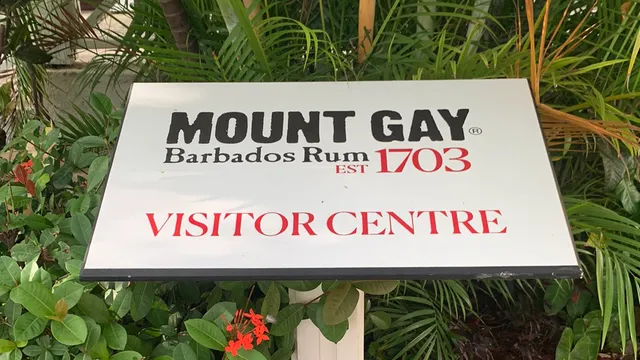 MOUNT GAY®
Barbados Rum
EST 1703
VISITOR CENTRE